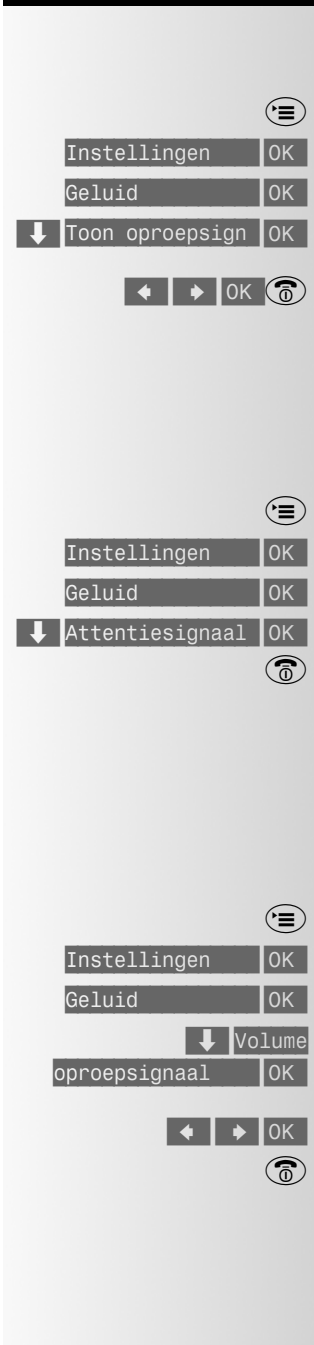 Instellingen OK
Geluid OK
Toon oproepsign OK
OK
Instellingen OK
Geluid OK
Attentiesignaal OK
Instellingen OK
Geluid OK
Volume
oproepsignaal OK
OK